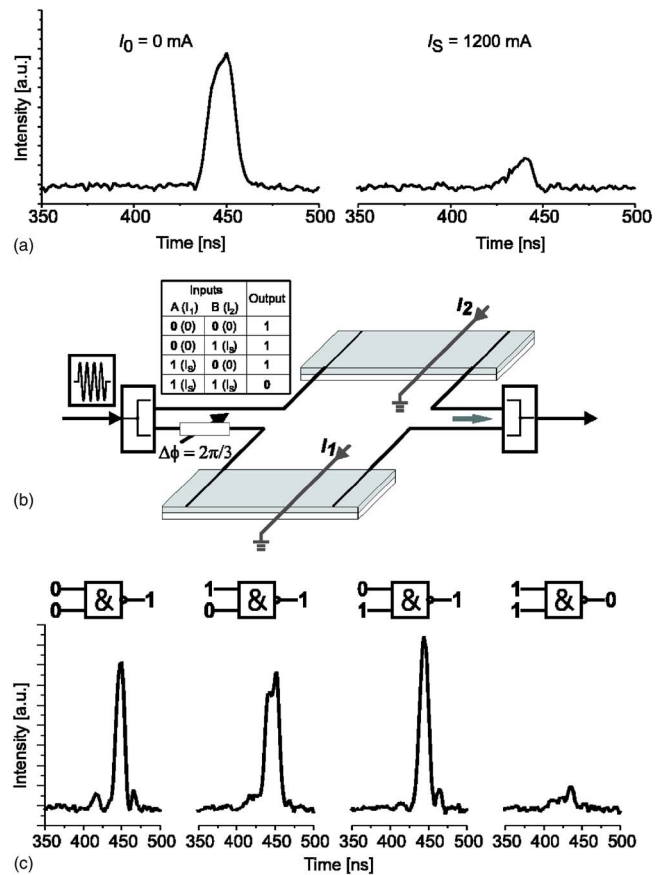 I0 = 0 mA
IS = 1200 mA
Intensity [a.u.]
350 400 450 500
350 400 450 500
Time [ns]
Time [ns]
(a)
Inputs Output
A (I1) B (I2)
0 (0) 0 (0) 1
0 (0) 1 (Is) 1
1 (Is) 0 (0) 1
1 (Is) 1 (Is) 0
I2
Δϕ = 2π/3
I1
(b)
0 0 & 1
1 0 & 1
0 1 & 1
1 1 & 0
Intensity [a.u.]
350 400 450 500
350 400 450 500
350 400 450 500
350 400 450 500
Time [ns]
(c)